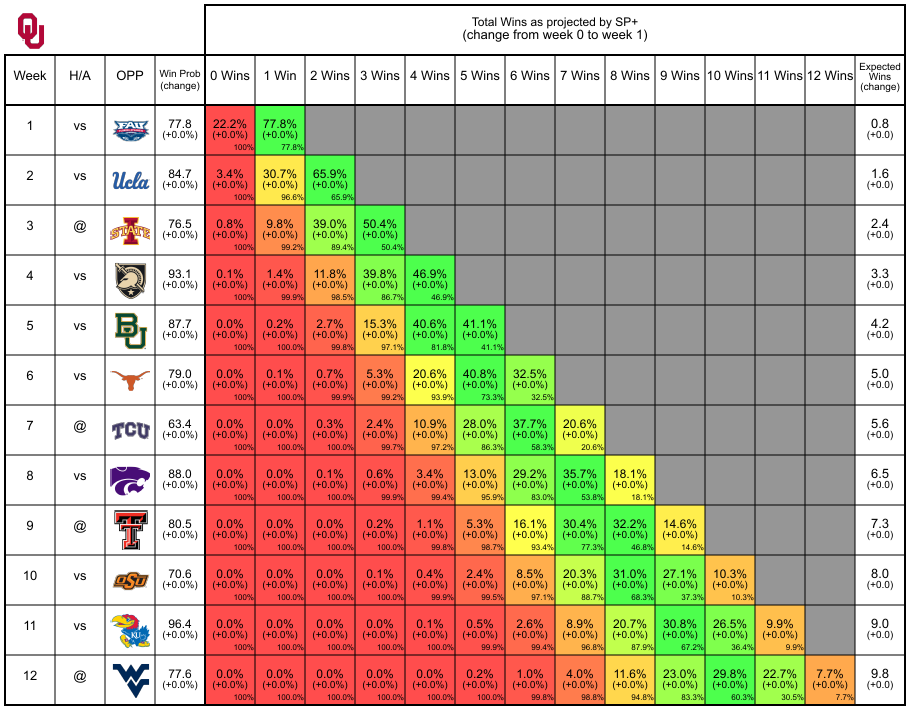 OU
Total Wins as projected by SP+
(change from week 0 to week 1)
Week H/A OPP Win Prob (change) 0 Wins 1 Win 2 Wins 3 Wins 4 Wins 5 Wins 6 Wins 7 Wins 8 Wins 9 Wins 10 Wins 11 Wins 12 Wins Expected Wins (change)
1 vs FAU 77.8 22.2% 77.8% 0.8
(+0.0%) (+0.0%) (+0.0%) (+0.0)
100% 77.8%
2 vs Ucla 84.7 3.4% 30.7% 65.9% 1.6
(+0.0%) (+0.0%) (+0.0%) (+0.0%) (+0.0)
100% 96.6% 65.9%
3 @ STATE 76.5 0.8% 9.8% 39.0% 50.4% 2.4
(+0.0%) (+0.0%) (+0.0%) (+0.0%) (+0.0%) (+0.0)
100% 99.2% 89.4% 50.4%
4 vs 93.1 0.1% 1.4% 11.8% 39.8% 46.9% 3.3
(+0.0%) (+0.0%) (+0.0%) (+0.0%) (+0.0%) (+0.0%) (+0.0)
100% 99.9% 98.5% 86.7% 46.9%
5 vs BU 87.7 0.0% 0.2% 2.7% 15.3% 40.6% 41.1% 4.2
(+0.0%) (+0.0%) (+0.0%) (+0.0%) (+0.0%) (+0.0%) (+0.0%) (+0.0)
100% 100.0% 99.8% 97.1% 81.8% 41.1%
6 vs 79.0 0.0% 0.1% 0.7% 5.3% 20.6% 40.8% 32.5% 5.0
(+0.0%) (+0.0%) (+0.0%) (+0.0%) (+0.0%) (+0.0%) (+0.0%) (+0.0%) (+0.0)
100% 100.0% 99.9% 99.2% 93.9% 73.3% 32.5%
7 @ TCU 63.4 0.0% 0.0% 0.3% 2.4% 10.9% 28.0% 37.7% 20.6% 5.6
(+0.0%) (+0.0%) (+0.0%) (+0.0%) (+0.0%) (+0.0%) (+0.0%) (+0.0%) (+0.0%) (+0.0)
100% 100.0% 100.0% 99.7% 97.2% 86.3% 58.3% 20.6%
8 vs 88.0 0.0% 0.0% 0.1% 0.6% 3.4% 13.0% 29.2% 35.7% 18.1% 6.5
(+0.0%) (+0.0%) (+0.0%) (+0.0%) (+0.0%) (+0.0%) (+0.0%) (+0.0%) (+0.0%) (+0.0%) (+0.0)
100% 100.0% 100.0% 99.9% 99.4% 95.9% 83.0% 53.8% 18.1%
9 @ T 80.5 0.0% 0.0% 0.0% 0.2% 1.1% 5.3% 16.1% 30.4% 32.2% 14.6% 7.3
(+0.0%) (+0.0%) (+0.0%) (+0.0%) (+0.0%) (+0.0%) (+0.0%) (+0.0%) (+0.0%) (+0.0%) (+0.0%) (+0.0)
100% 100.0% 100.0% 100.0% 99.8% 98.7% 93.4% 77.3% 46.8% 14.6%
10 vs OSU 70.6 0.0% 0.0% 0.0% 0.1% 0.4% 2.4% 8.5% 20.3% 31.0% 27.1% 10.3% 8.0
(+0.0%) (+0.0%) (+0.0%) (+0.0%) (+0.0%) (+0.0%) (+0.0%) (+0.0%) (+0.0%) (+0.0%) (+0.0%) (+0.0%) (+0.0)
100% 100.0% 100.0% 100.0% 99.9% 99.5% 97.1% 88.7% 68.3% 37.3% 10.3%
11 vs KU 96.4 0.0% 0.0% 0.0% 0.0% 0.1% 0.5% 2.6% 8.9% 20.7% 30.8% 26.5% 9.9% 9.0
(+0.0%) (+0.0%) (+0.0%) (+0.0%) (+0.0%) (+0.0%) (+0.0%) (+0.0%) (+0.0%) (+0.0%) (+0.0%) (+0.0%) (+0.0%) (+0.0)
100% 100.0% 100.0% 100.0% 100.0% 99.9% 99.4% 96.8% 87.9% 67.2% 36.4% 9.9%
12 @ WV 77.6 0.0% 0.0% 0.0% 0.0% 0.0% 0.2% 1.0% 4.0% 11.6% 23.0% 29.8% 22.7% 7.7% 9.8
(+0.0%) (+0.0%) (+0.0%) (+0.0%) (+0.0%) (+0.0%) (+0.0%) (+0.0%) (+0.0%) (+0.0%) (+0.0%) (+0.0%) (+0.0%) (+0.0%) (+0.0)
100% 100.0% 100.0% 100.0% 100.0% 100.0% 99.8% 98.8% 94.8% 83.3% 60.3% 30.5% 7.7%